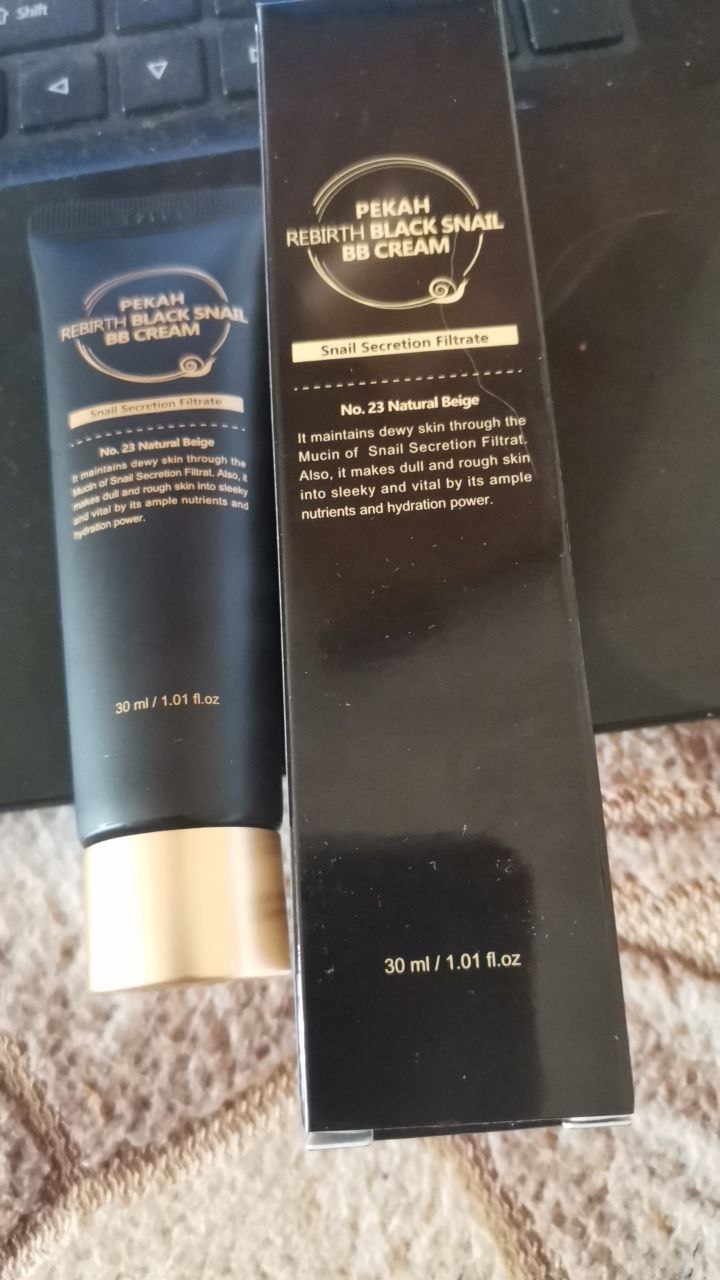 Shift
PEKAH
REBIRTH BLACK SNAIL
BB CREAM
Snail Secretion Filtrate
No. 23 Natural Beige
It maintains dewy skin through the
Mucin of Snail Secretion Filtrat. Also, it
makes dull and rough skin into sleeky
and vital by its ample nutrients and
hydration power.
30 ml / 1.01 fl.oz
PEKAH
REBIRTH BLACK SNAIL
BB CREAM
Snail Secretion Filtrate
No. 23 Natural Beige
It maintains dewy skin through the
Mucin of Snail Secretion Filtrat.
Also, it makes dull and rough skin
into sleeky and vital by its ample
nutrients and hydration power.
30 ml / 1.01 fl.oz